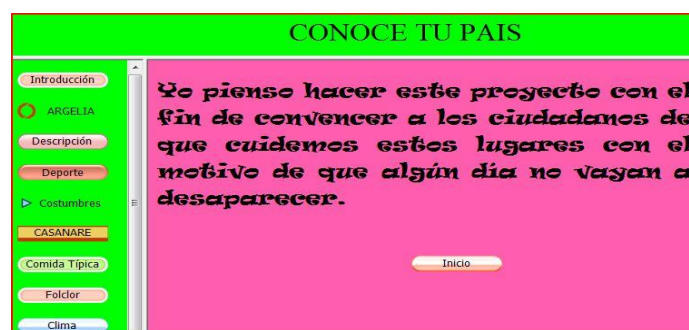 CONOCE TU PAIS
Introducción
ARGELIA
Descripción
Deporte
Costumbres
CASANARE
Comida Típica
Folclor
Clima
Yo pienso hacer este proyecto con el
fin de convencer a los ciudadanos de
que cuidemos estos lugares con el
motivo de que algún día no vayan a
desaparecer.
Inicio